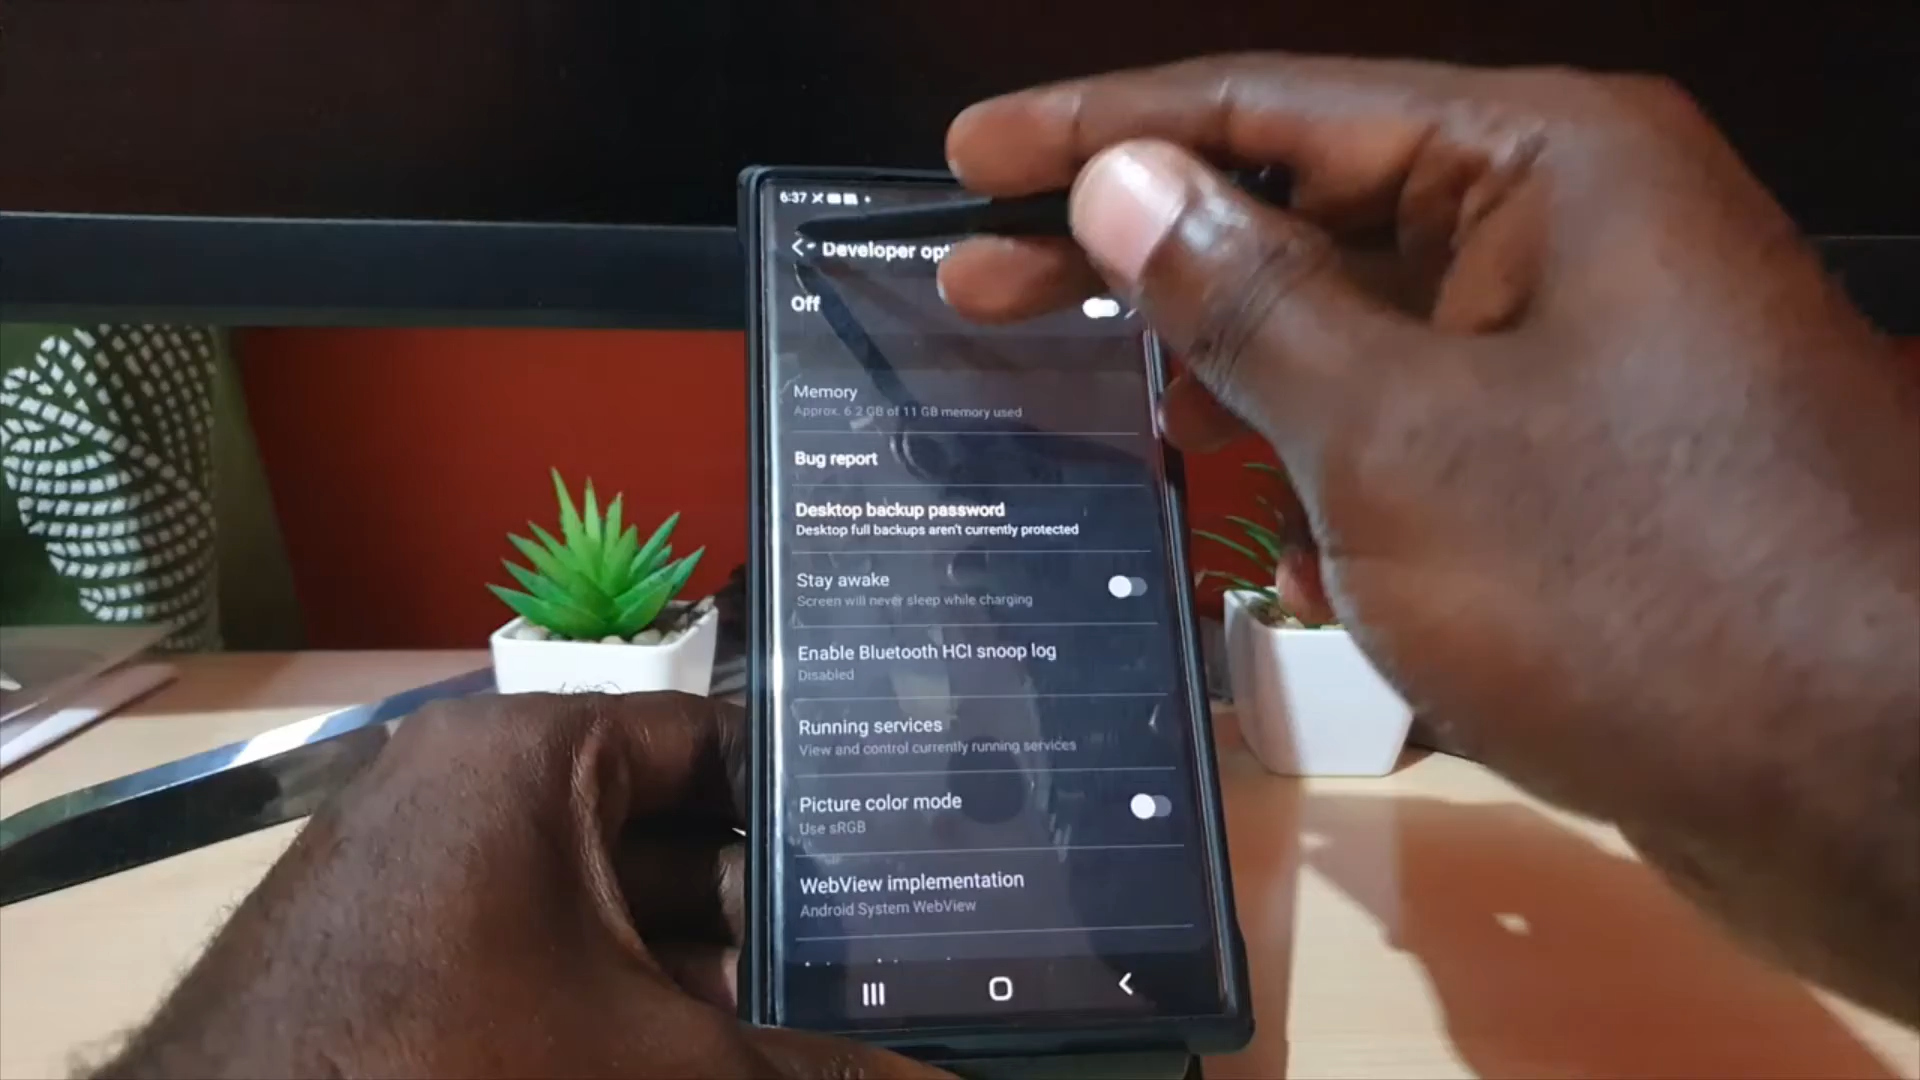 6:37
Developer opt
Off
Memory
Approx. 6.2 GB of 11 GB memory used
Bug report
Desktop backup password
Desktop full backups aren't currently protected
Stay awake
Screen will never sleep while charging
Enable Bluetooth HCI snoop log
Disabled
Running services
View and control currently running services
Picture color mode
Use sRGB
WebView implementation
Android System WebView